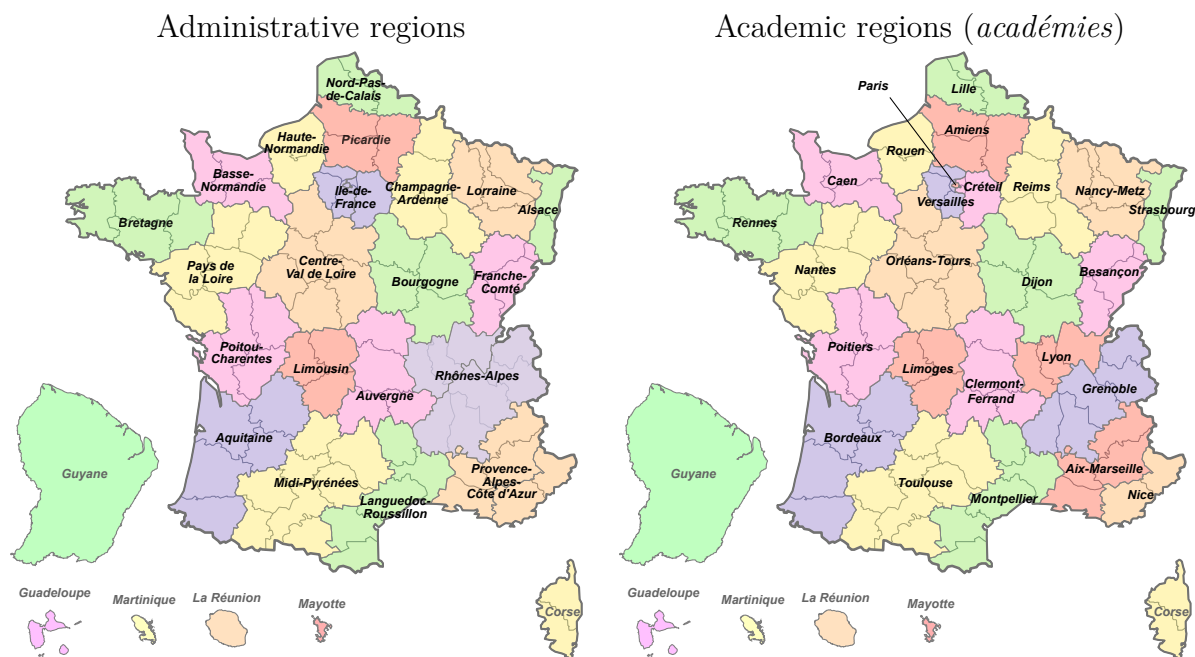 Administrative regions
Nord-Pas-
de-Calais
Haute-
Normandie
Picardie
Basse-
Normandie
Ile-de-
France
Champagne-
Ardenne
Lorraine
Alsace
Bretagne
Pays de
la Loire
Centre-
Val de Loire
Bourgogne
Franche-
Comté
Poitou-
Charentes
Limousin
Auvergne
Rhônes-Alpes
Aquitaine
Midi-Pyrénées
Languedoc-
Roussillon
Provence-
Alpes-
Côte d'Azur
Guyane
Guadeloupe
Martinique
La Réunion
Mayotte
Corse
Academic regions (académies)
Lille
Paris
Amiens
Rouen
Caen
Créteil
Versailles
Reims
Nancy-Metz
Strasbourg
Rennes
Nantes
Orléans-Tours
Dijon
Besançon
Poitiers
Limoges
Clermont-
Ferrand
Lyon
Grenoble
Bordeaux
Toulouse
Montpellier
Aix-Marseille
Nice
Guyane
Guadeloupe
Martinique
La Réunion
Mayotte
Corse